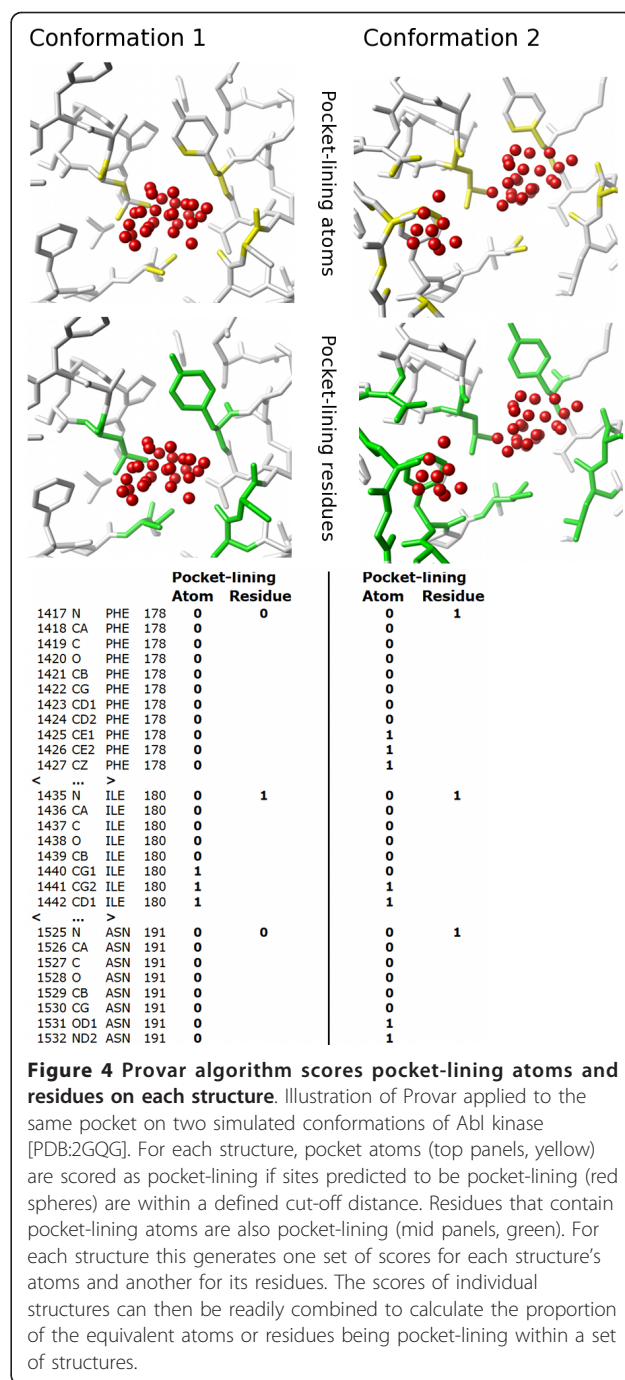 Conformation 1 Conformation 2
Pocket-lining atoms
Pocket-lining residues
Pocket-lining Pocket-lining
Atom Residue Atom Residue
1417 N PHE 178 0 0 0 1
1418 CA PHE 178 0 0
1419 C PHE 178 0 0
1420 O PHE 178 0 0
1421 CB PHE 178 0 0
1422 CG PHE 178 0 0
1423 CD1 PHE 178 0 0
1424 CD2 PHE 178 0 0
1425 CE1 PHE 178 0 1
1426 CE2 PHE 178 0 1
1427 CZ PHE 178 0 1
< ... >
1435 N ILE 180 0 1 0 1
1436 CA ILE 180 0 0
1437 C ILE 180 0 0
1438 O ILE 180 0 0
1439 CB ILE 180 0 0
1440 CG1 ILE 180 1 0
1441 CG2 ILE 180 1 1
1442 CD1 ILE 180 1 1
< ... >
1525 N ASN 191 0 0 0 1
1526 CA ASN 191 0 0
1527 C ASN 191 0 0
1528 O ASN 191 0 0
1529 CB ASN 191 0 0
1530 CG ASN 191 0 0
1531 OD1 ASN 191 0 1
1532 ND2 ASN 191 0 1
Figure 4 Provar algorithm scores pocket-lining atoms and
residues on each structure. Illustration of Provar applied to the
same pocket on two simulated conformations of Abl kinase
[PDB:2GQG]. For each structure, pocket atoms (top panels, yellow)
are scored as pocket-lining if sites predicted to be pocket-lining (red
spheres) are within a defined cut-off distance. Residues that contain
pocket-lining atoms are also pocket-lining (mid panels, green). For
each structure this generates one set of scores for each structure's
atoms and another for its residues. The scores of individual
structures can then be readily combined to calculate the proportion
of the equivalent atoms or residues being pocket-lining within a set
of structures.